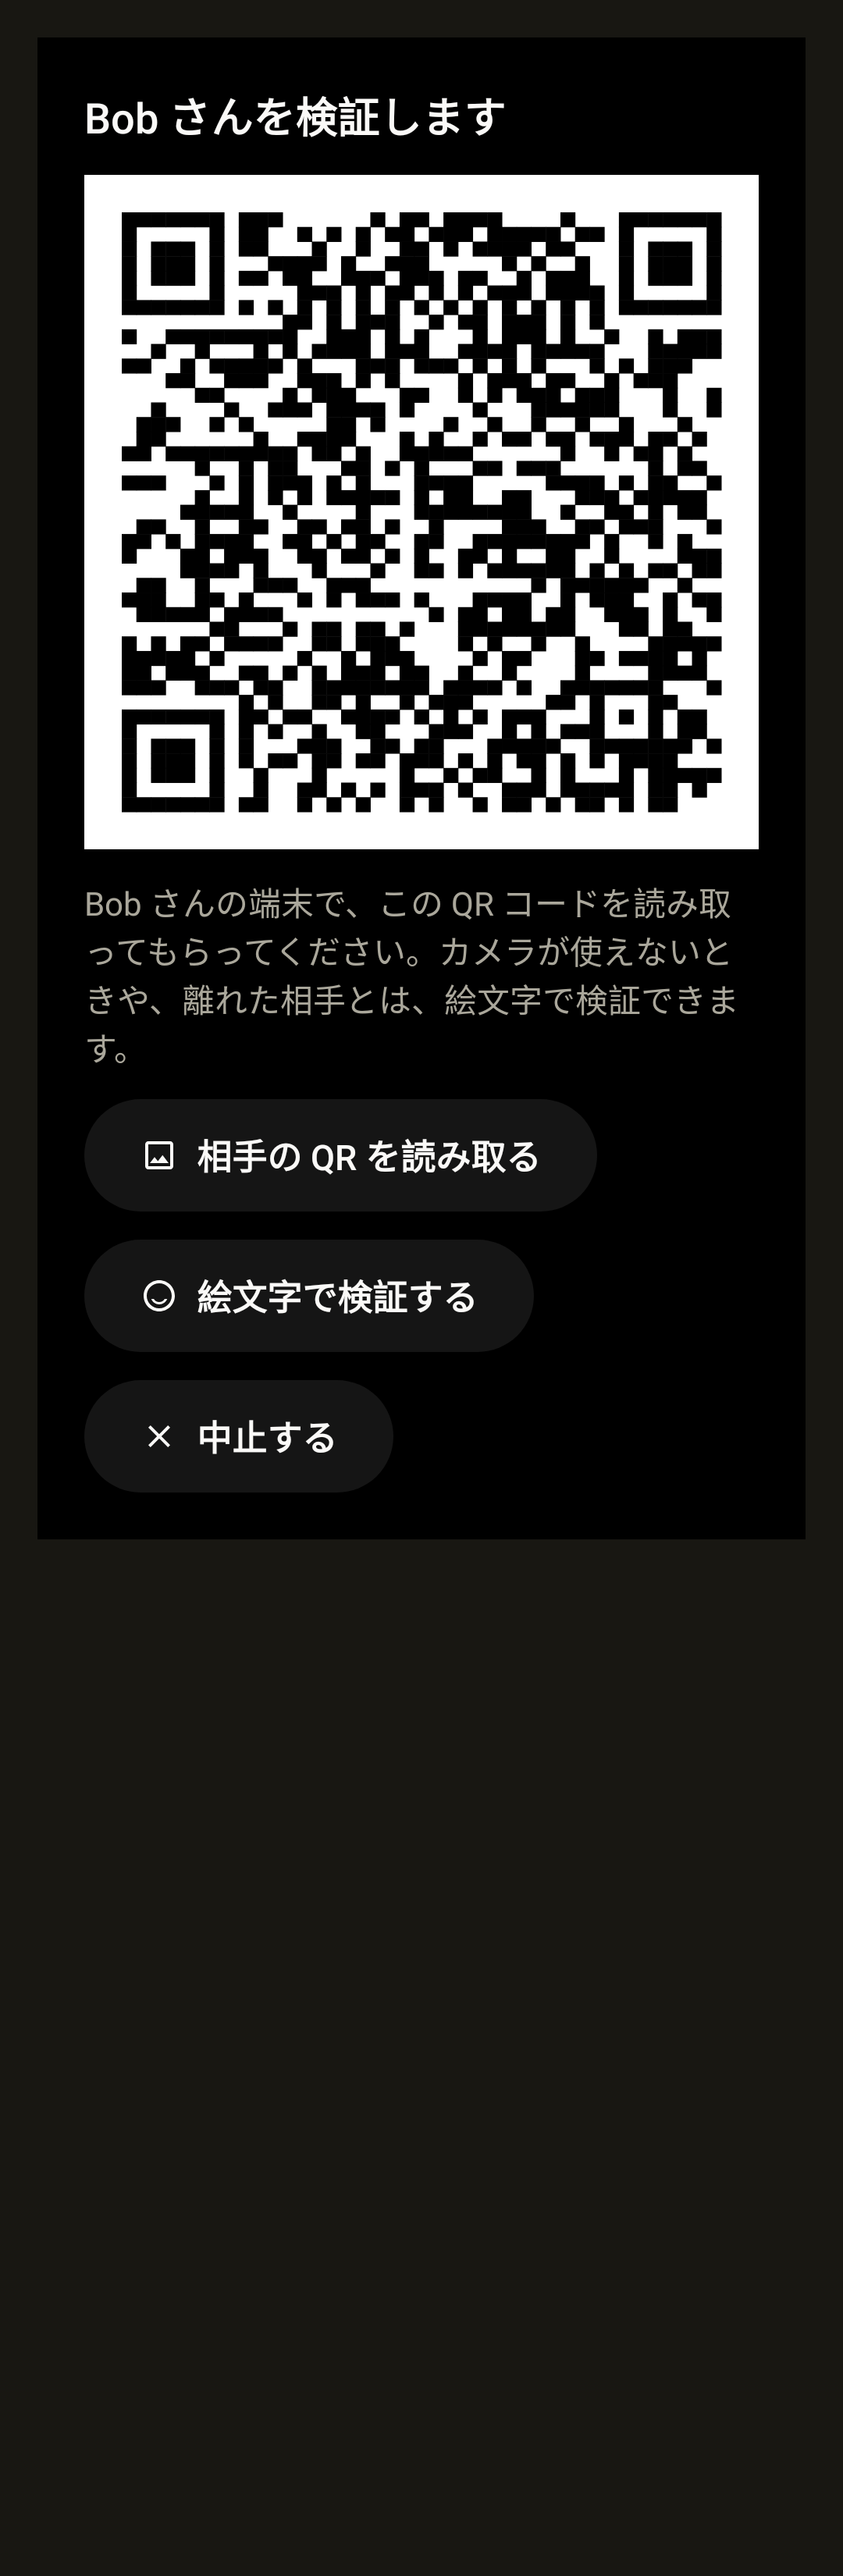 Bob さんを検証します
Bob さんの端末で、この QR コードを読み取
ってもらってください。カメラが使えないと
きや、離れた相手とは、絵文字で検証できま
す。
相手の QR を読み取る
絵文字で検証する
中止する